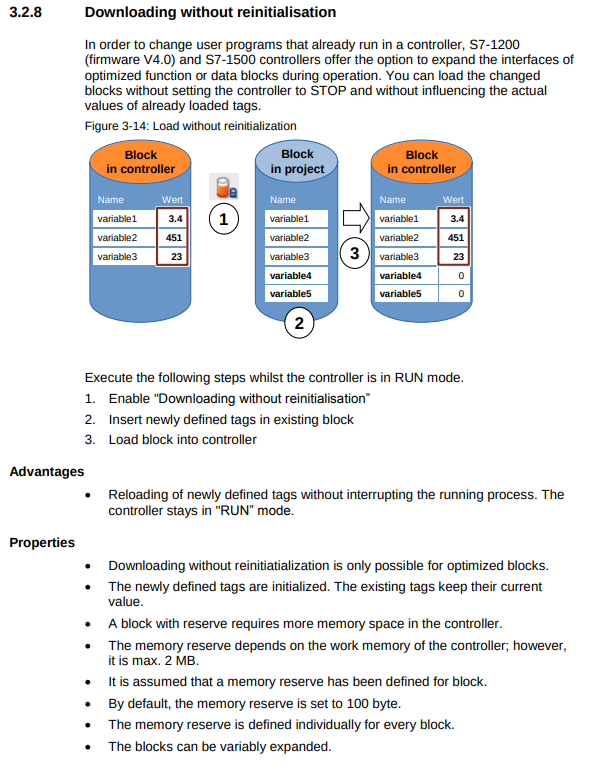 3.2.8 Downloading without reinitialisation
In order to change user programs that already run in a controller, S7-1200
(firmware V4.0) and S7-1500 controllers offer the option to expand the interfaces of
optimized function or data blocks during operation. You can load the changed
blocks without setting the controller to STOP and without influencing the actual
values of already loaded tags.
Figure 3-14: Load without reinitialization
Block
in controller
Name Wert
variable1 3.4
variable2 451
variable3 23
1
Block
in project
Name
variable1
variable2
variable3
variable4
variable5
2
3
Block
in controller
Name Wert
variable1 3.4
variable2 451
variable3 23
variable4 0
variable5 0
Execute the following steps whilst the controller is in RUN mode.
1. Enable "Downloading without reinitialisation"
2. Insert newly defined tags in existing block
3. Load block into controller
Advantages
• Reloading of newly defined tags without interrupting the running process. The
controller stays in "RUN" mode.
Properties
• Downloading without reinitiatialization is only possible for optimized blocks.
• The newly defined tags are initialized. The existing tags keep their current
value.
• A block with reserve requires more memory space in the controller.
• The memory reserve depends on the work memory of the controller; however,
it is max. 2 MB.
• It is assumed that a memory reserve has been defined for block.
• By default, the memory reserve is set to 100 byte.
• The memory reserve is defined individually for every block.
• The blocks can be variably expanded.